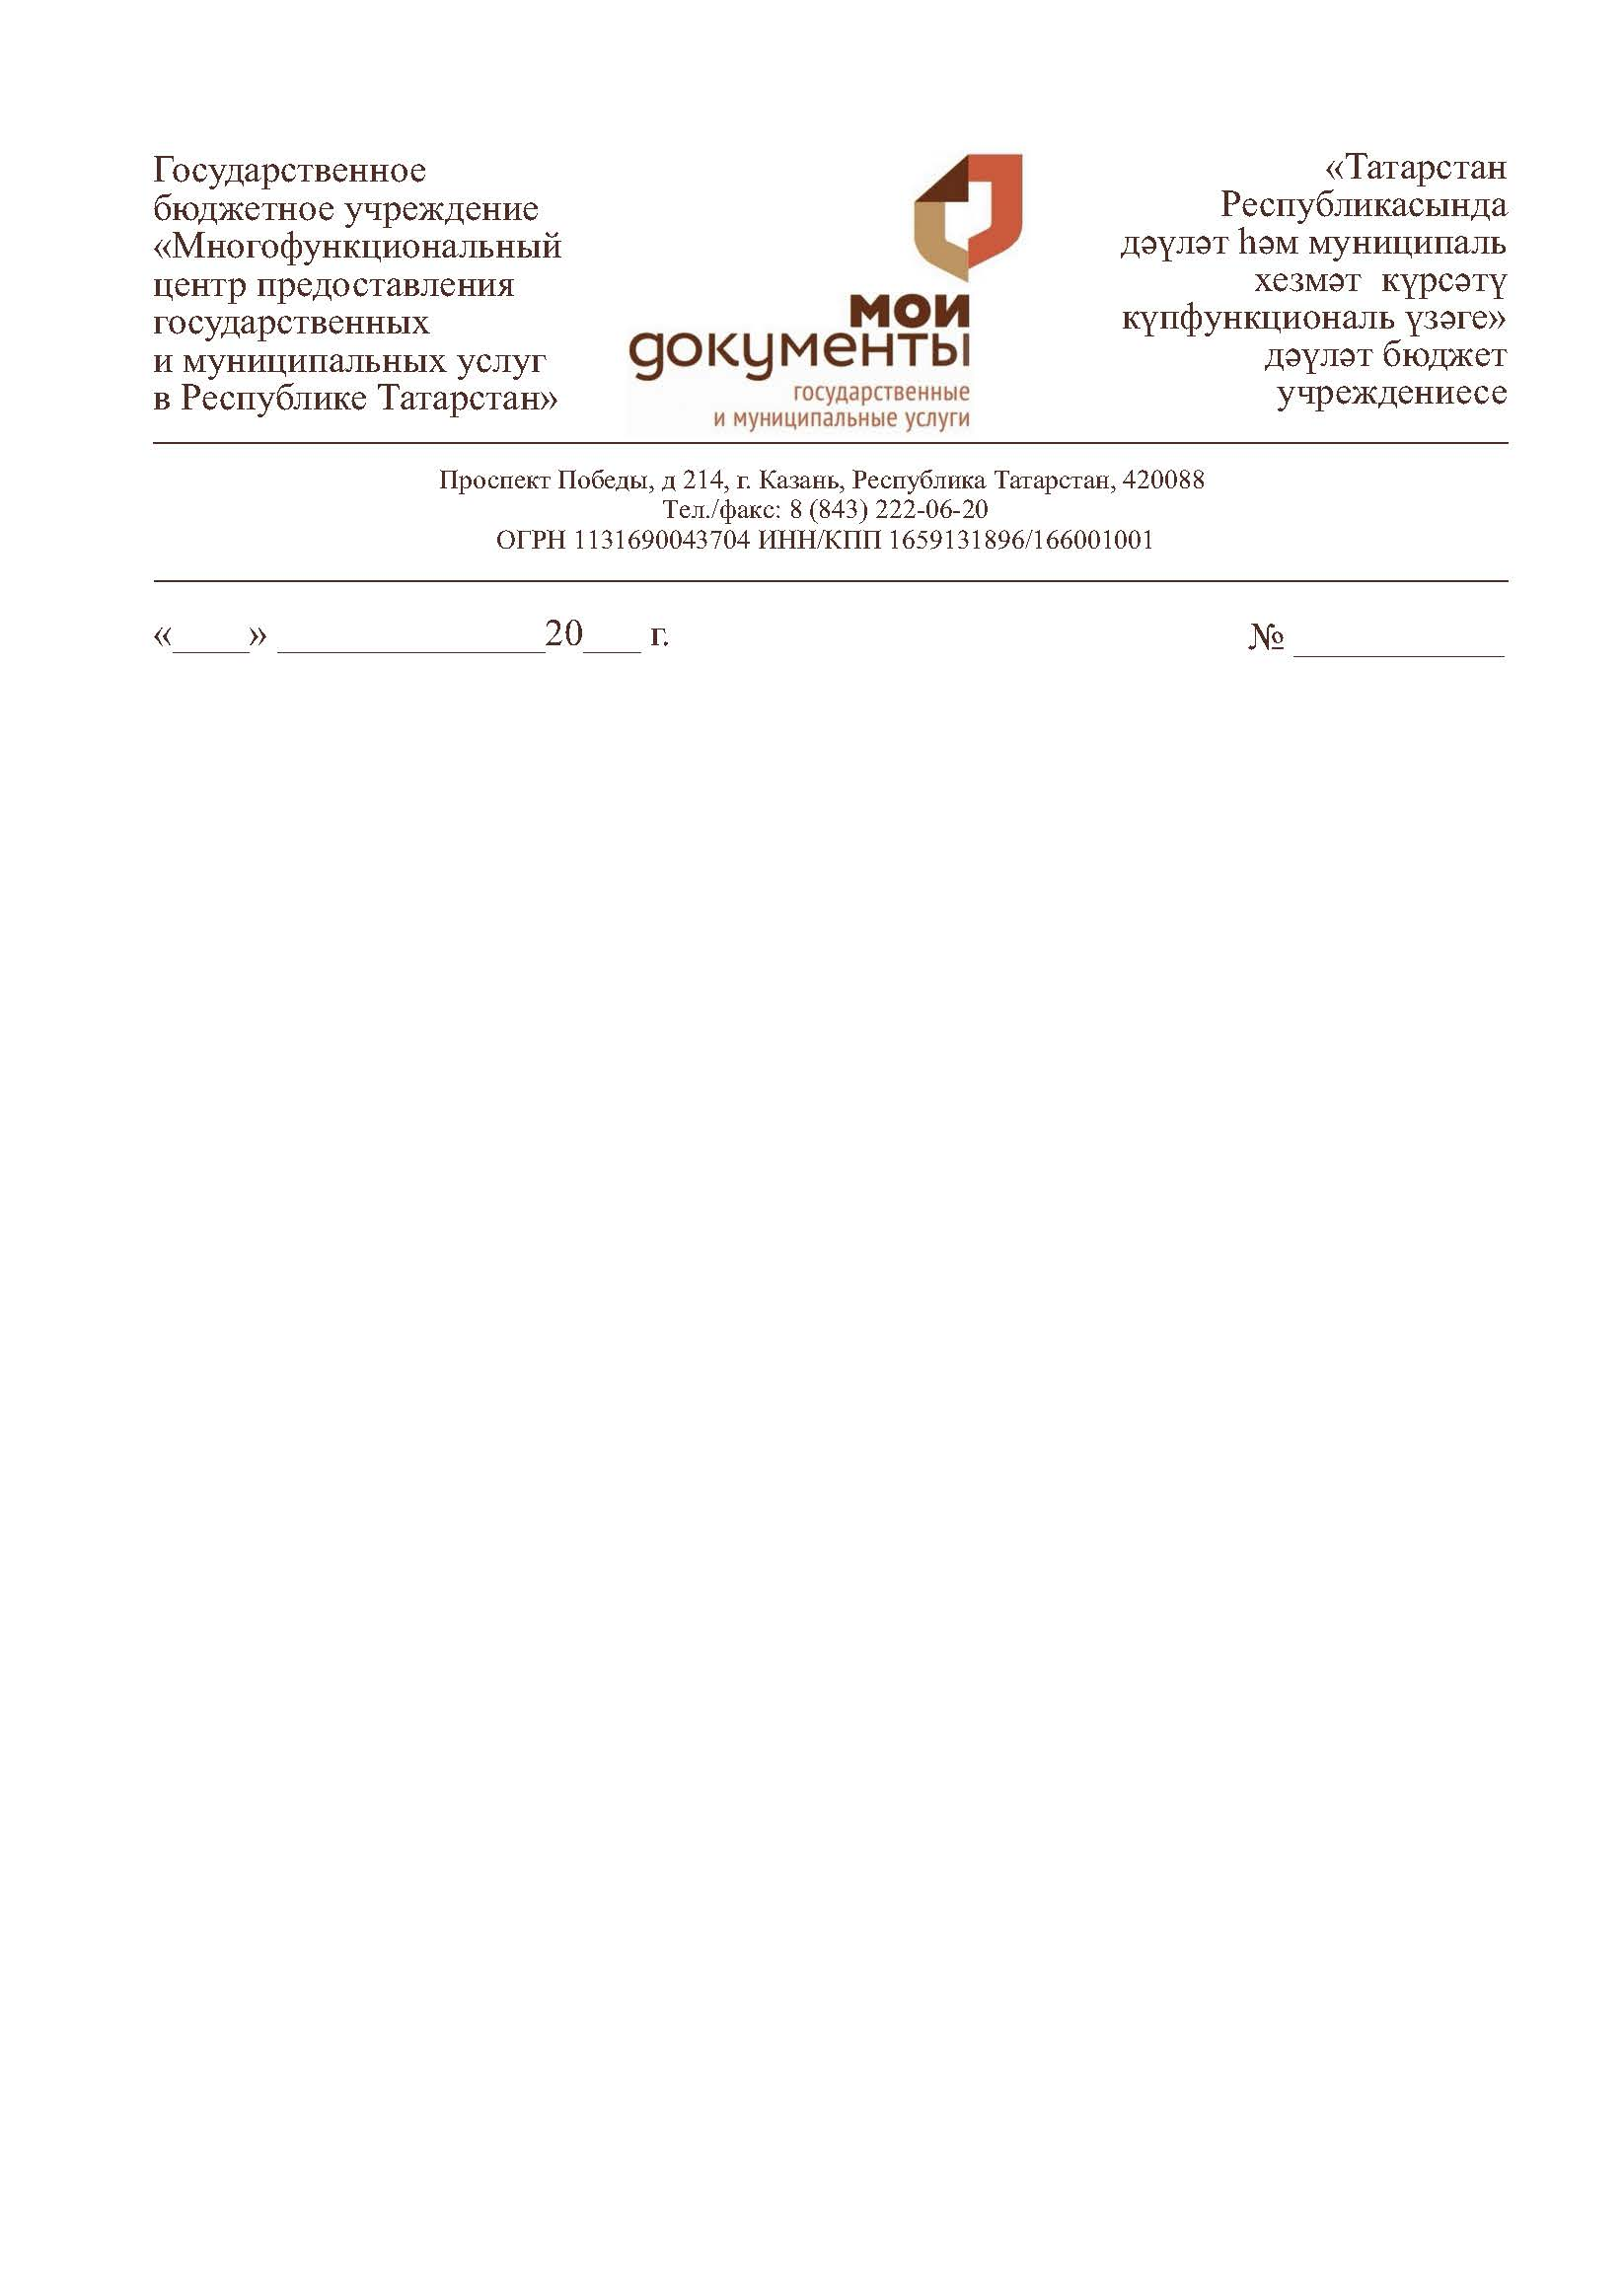 Государственное
бюджетное учреждение
«Многофункциональный
центр предоставления
государственных
и муниципальных услуг
в Республике Татарстан»
мои
документы
государственные
и муниципальные услуги
«Татарстан
Республикасында
дәүләт һәм муниципаль
хезмәт күрсәтү
күпфункциональ үзәге»
дәүләт бюджет
учреждениесе
Проспект Победы, д 214, г. Казань, Республика Татарстан, 420088
Тел./факс: 8 (843) 222-06-20
ОГРН 1131690043704 ИНН/КПП 1659131896/166001001
«____» ______________20___ г.
№ ___________